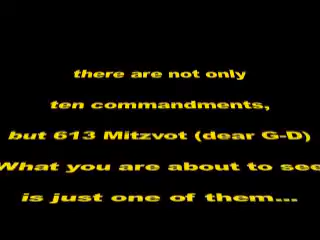 there are not only
ten commandments,
but 613 Mitzvot (dear G-D)
What you are about to see
is just one of them...